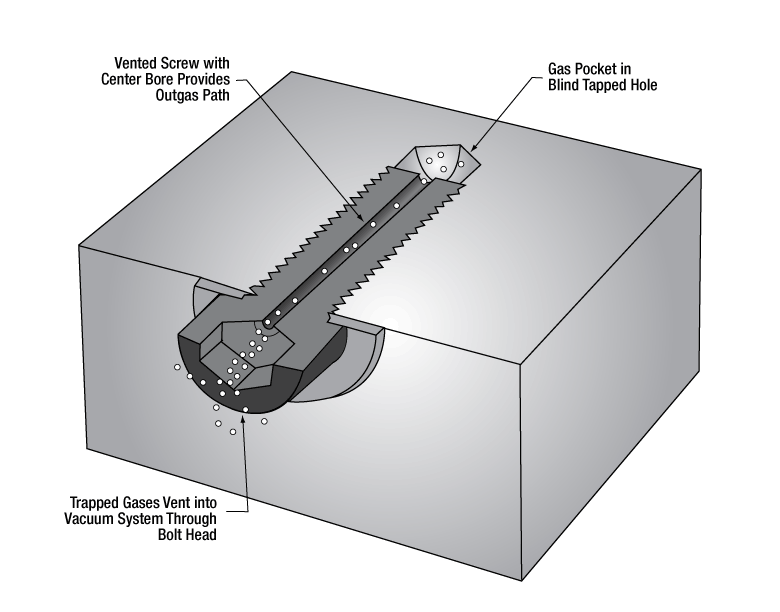 Vented Screw with
Center Bore Provides
Outgas Path
Gas Pocket in
Blind Tapped Hole
Trapped Gases Vent into
Vacuum System Through
Bolt Head